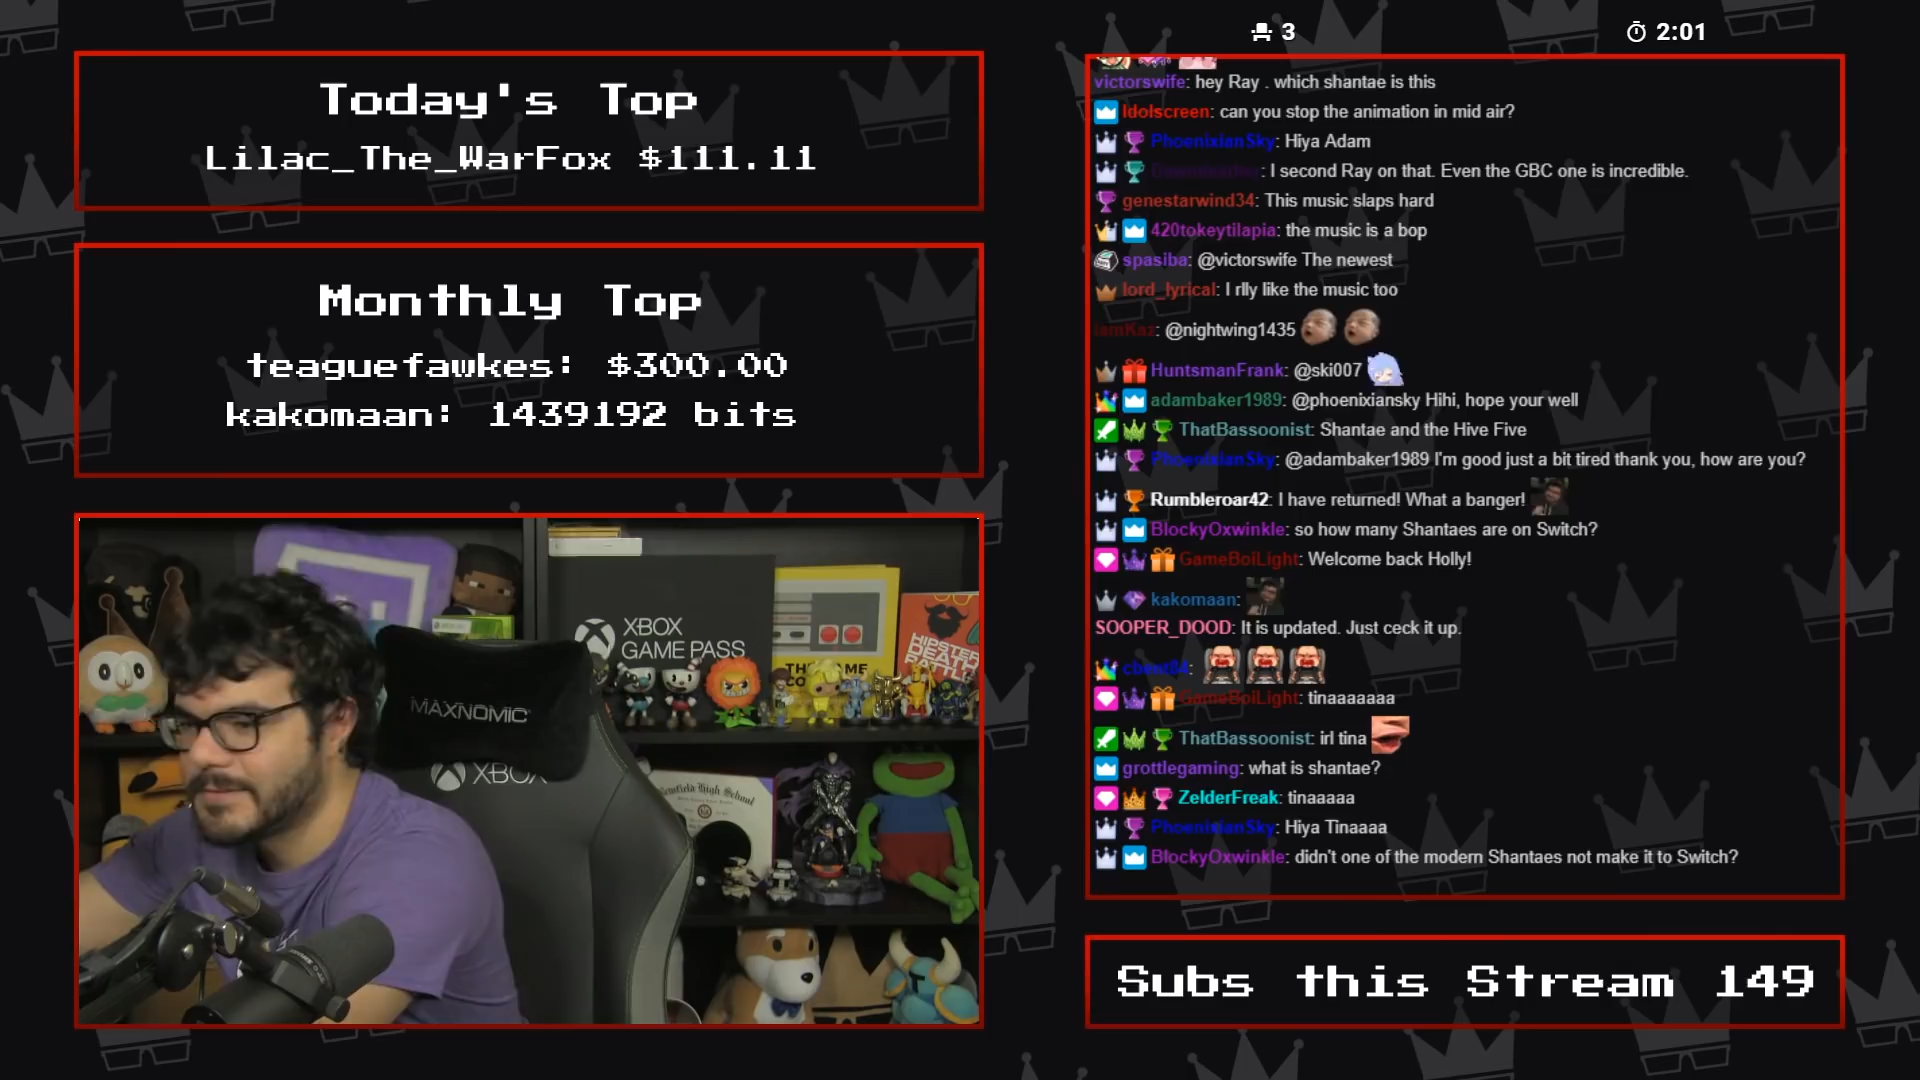 3
2:01
Today's Top
Lilac_The_WarFox $111.11
Monthly Top
teaguefawkes: $300.00
kakomaan: 1439192 bits
XBOX
GAME PASS
HIPSTER
DEATH
RATTLE
MAXNOMIC
XBOX
High School
victorswife: hey Ray . which shantae is this
Idolscreen: can you stop the animation in mid air?
PhoenixianSky: Hiya Adam
: I second Ray on that. Even the GBC one is incredible.
genestarwind34: This music slaps hard
420tokeytilapia: the music is a bop
spasiba: @victorswife The newest
lord_lyrical: I rlly like the music too
IamKaz: @nightwing1435
HuntsmanFrank: @ski007
adambaker1989: @phoenixiansky Hihi, hope your well
ThatBassoonist: Shantae and the Hive Five
PhoenixianSky: @adambaker1989 I'm good just a bit tired thank you, how are you?
Rumbleroar42: I have returned! What a banger!
BlockyOxwinkle: so how many Shantaes are on Switch?
GameBoiLight: Welcome back Holly!
kakomaan:
SOOPER_DOOD: It is updated. Just ceck it up.
GameBoiLight: tinaaaaaaa
ThatBassoonist: irl tina
grottlegaming: what is shantae?
ZelderFreak: tinaaaaa
PhoenixianSky: Hiya Tinaaaa
BlockyOxwinkle: didn't one of the modern Shantaes not make it to Switch?
Subs this Stream 149